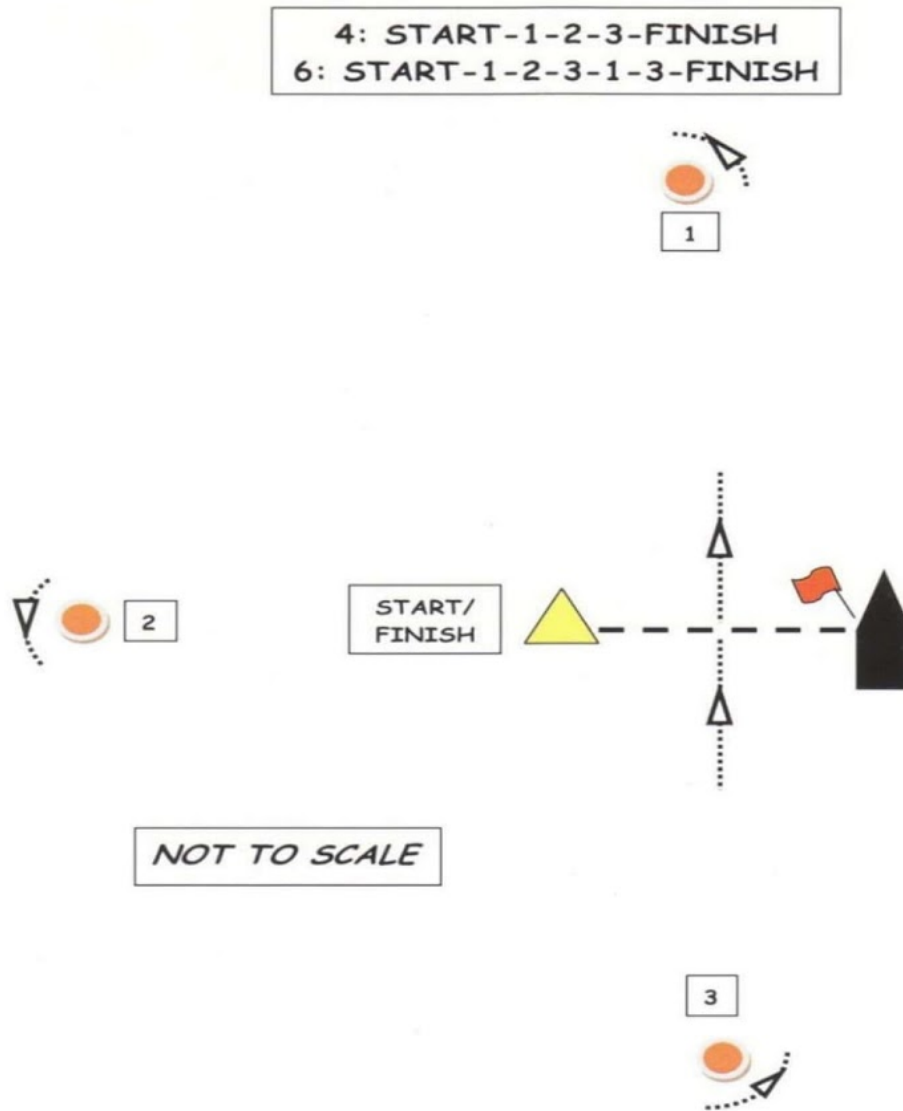 4: START-1-2-3-FINISH
6: START-1-2-3-1-3-FINISH
1
2
START/
FINISH
NOT TO SCALE
3